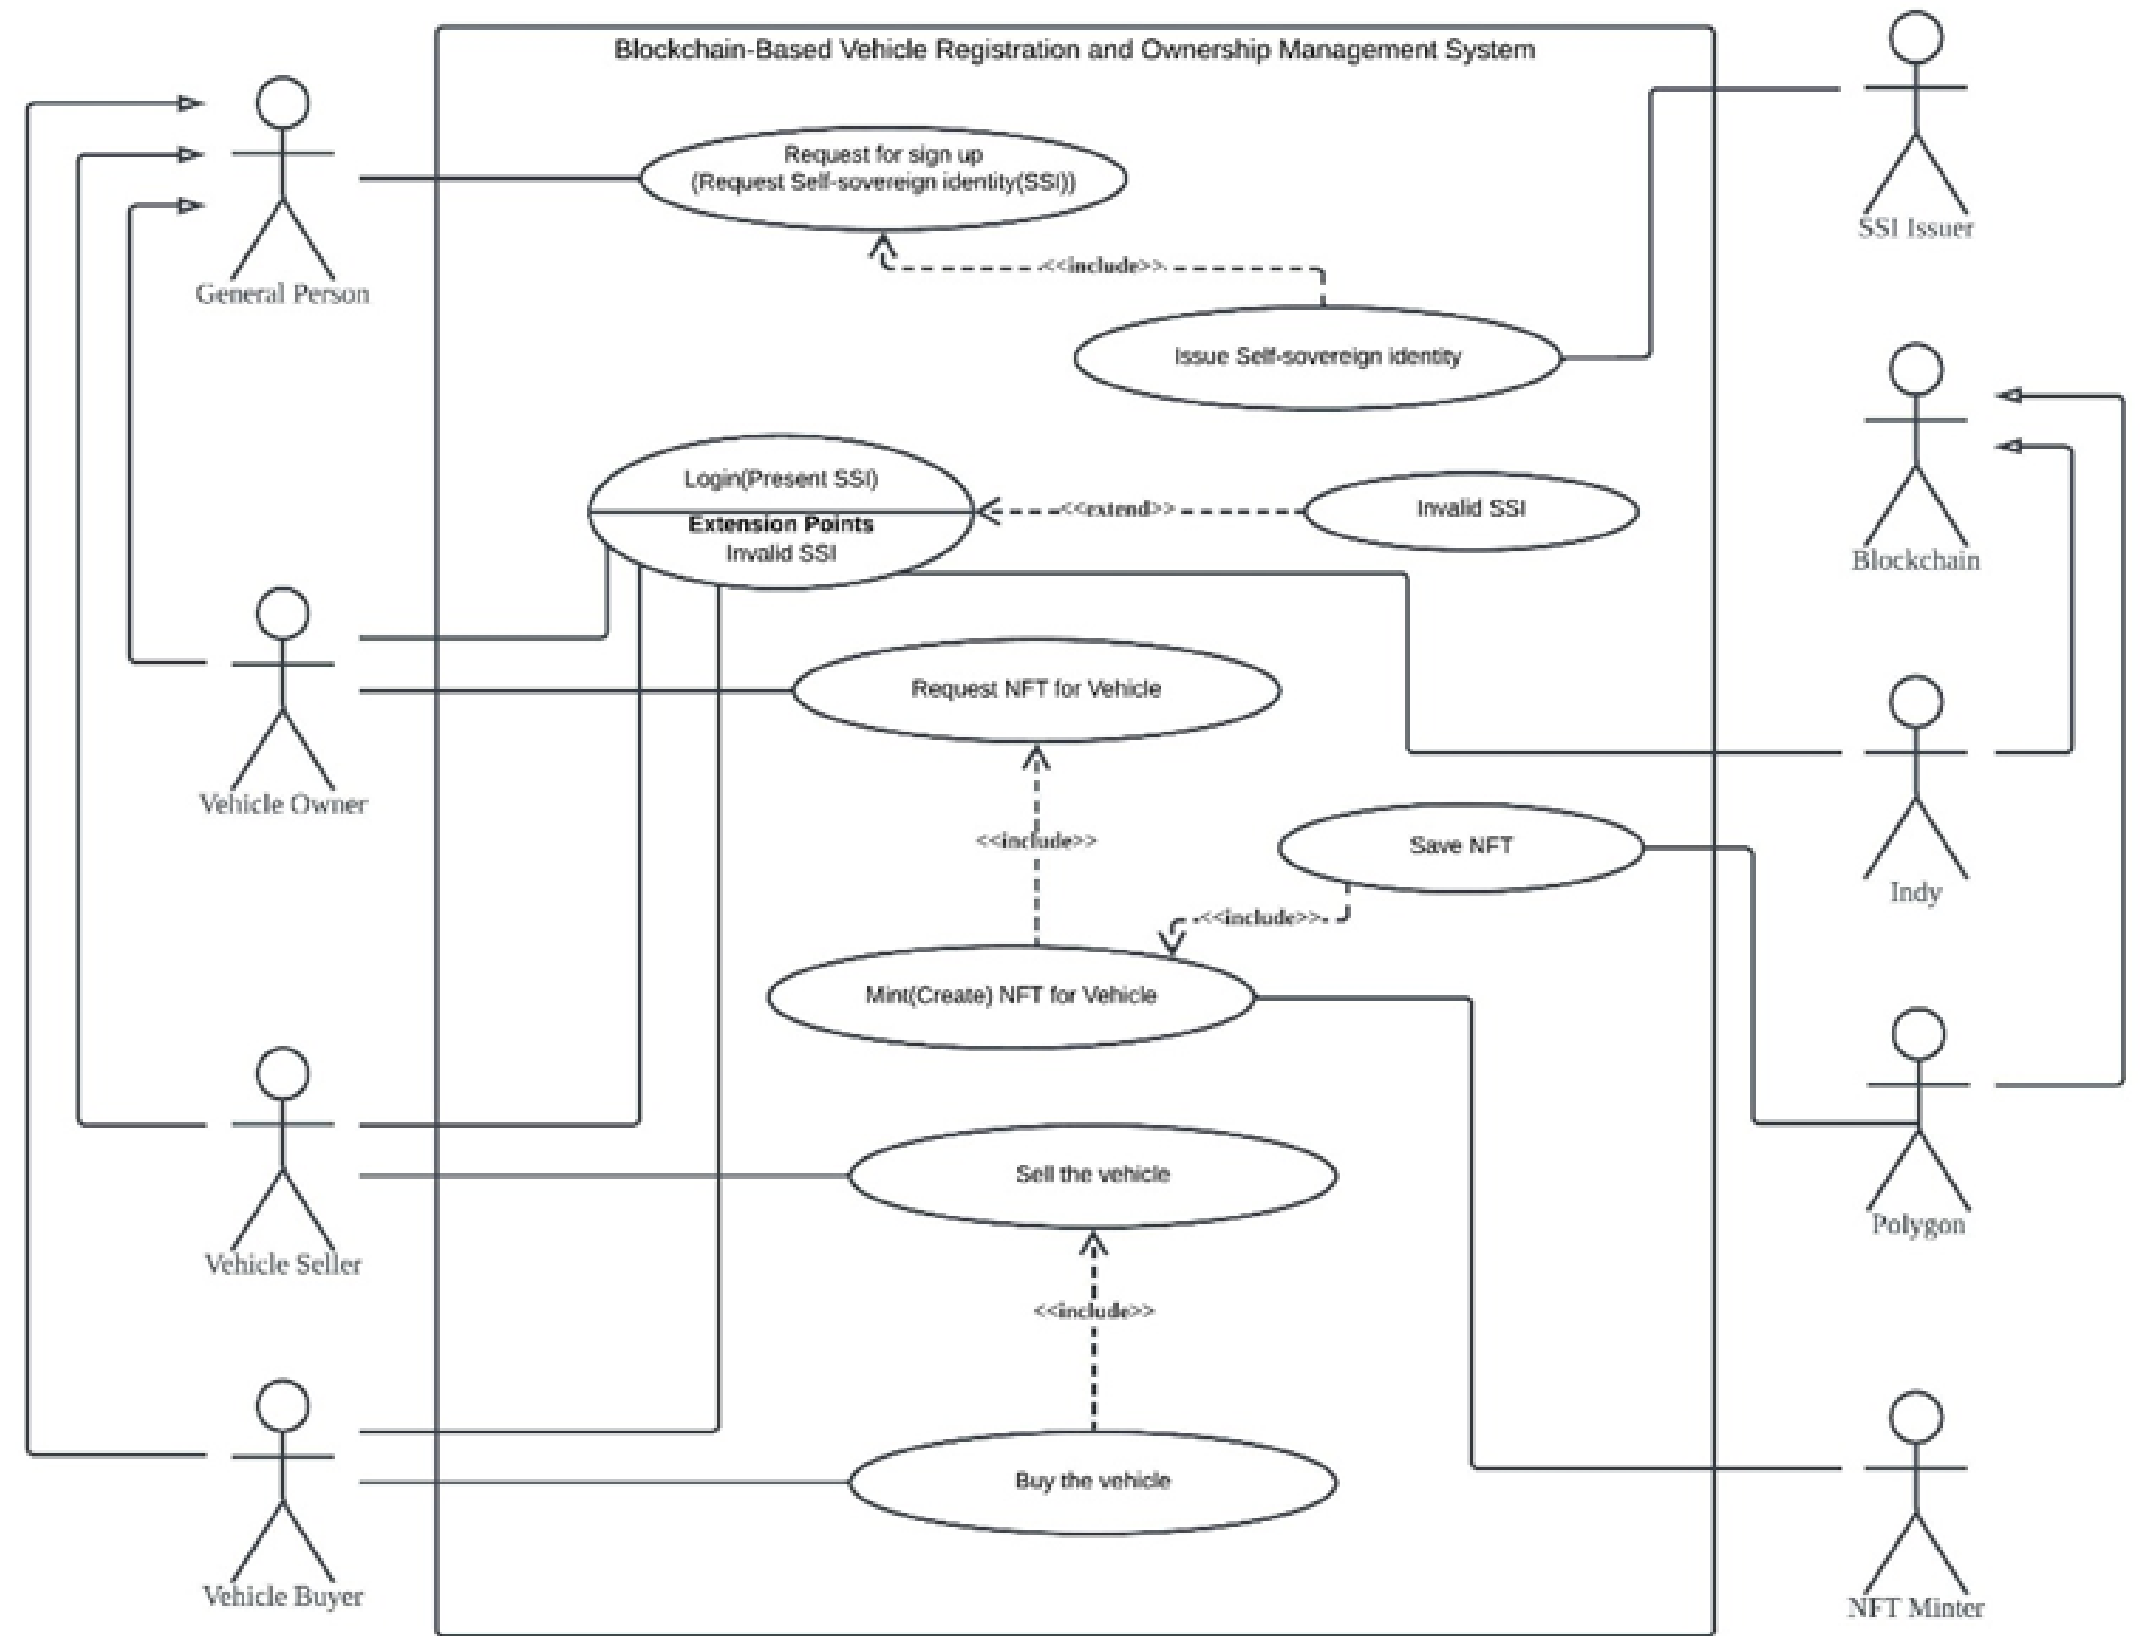 Blockchain-Based Vehicle Registration and Ownership Management System
Request for sign up
(Request Self-sovereign identity(SSI))
SSI Issuer
<<include>>
General Person
Issue Self-sovereign identity
Login(Present SSI)
Extension Points
Invalid SSI
<<extend>>
Invalid SSI
Blockchain
Request NFT for Vehicle
Vehicle Owner
<<include>>
Save NFT
Indy
<<include>>
Mint(Create) NFT for Vehicle
Sell the vehicle
Polygon
Vehicle Seller
<<include>>
Buy the vehicle
Vehicle Buyer
NFT Minter